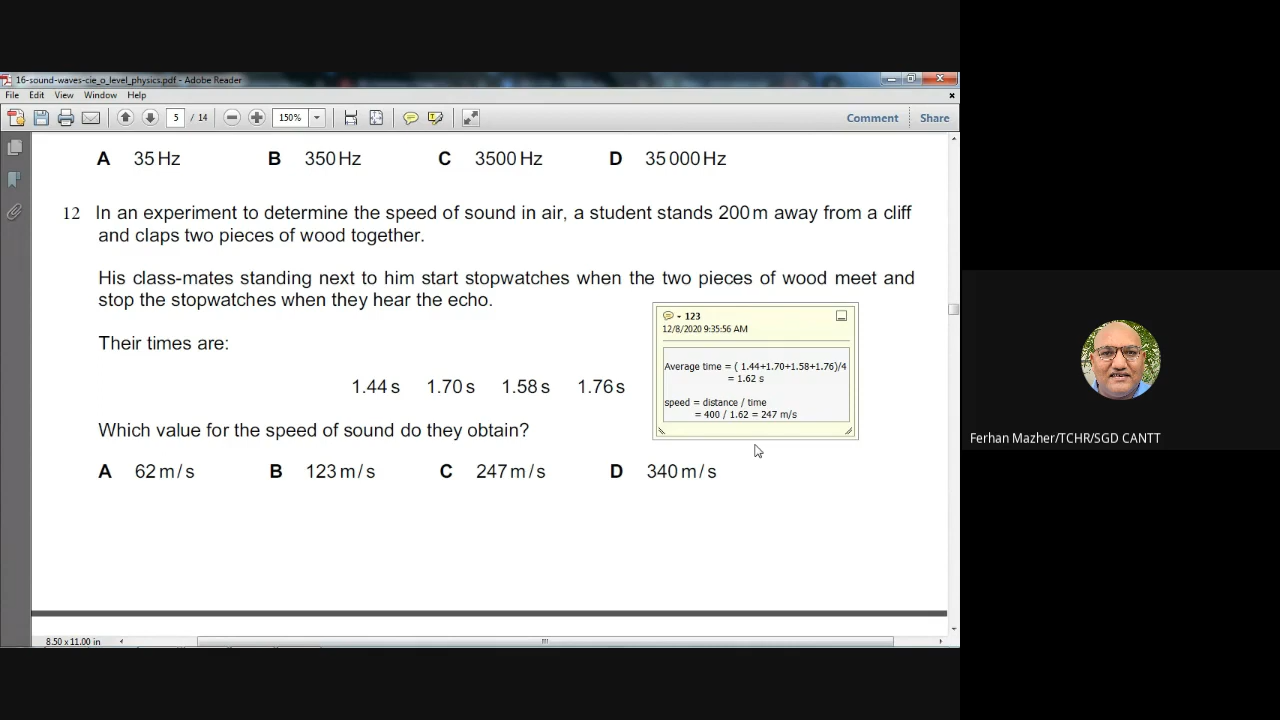 16-sound-waves-cie_o_level_physics.pdf - Adobe Reader
File Edit View Window Help
5 / 14 150% Comment Share
A 35 Hz B 350 Hz C 3500 Hz D 35 000 Hz
12 In an experiment to determine the speed of sound in air, a student stands 200 m away from a cliff
and claps two pieces of wood together.
His class-mates standing next to him start stopwatches when the two pieces of wood meet and
stop the stopwatches when they hear the echo.
Their times are:
1.44 s 1.70 s 1.58 s 1.76 s
123
12/8/2020 9:35:56 AM
Average time = ( 1.44+1.70+1.58+1.76)/4
= 1.62 s
speed = distance / time
= 400 / 1.62 = 247 m/s
Which value for the speed of sound do they obtain?
A 62 m / s B 123 m / s C 247 m / s D 340 m / s
8.50 x 11.00 in
Ferhan Mazher/TCHR/SGD CANTT